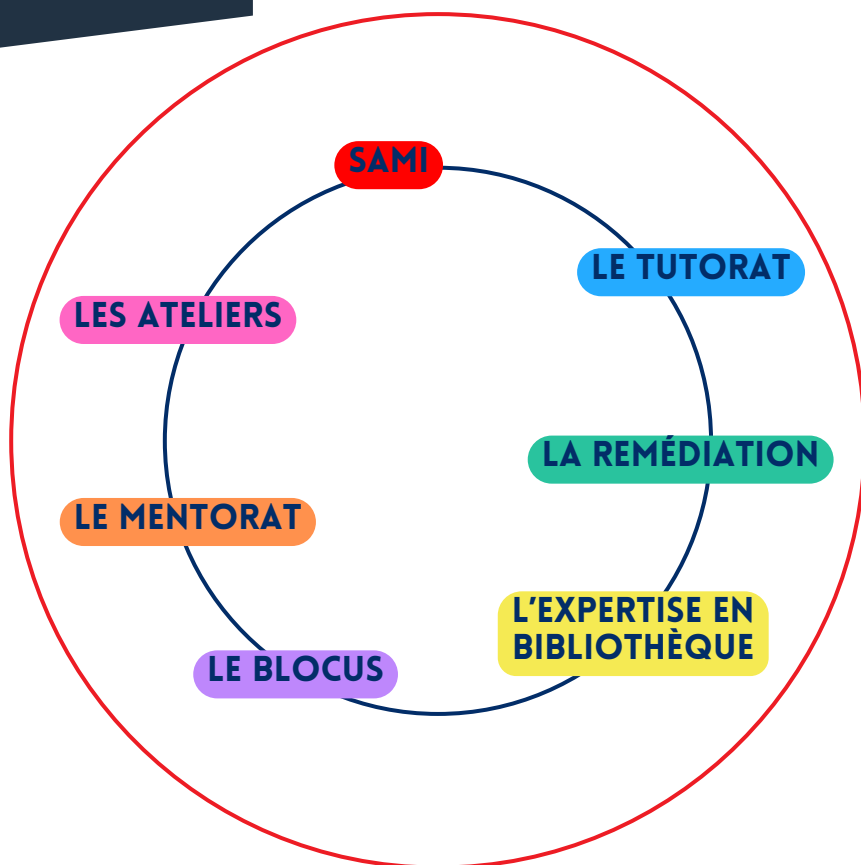 SAMI
LE TUTORAT
LES ATELIERS
LA REMÉDIATION
LE MENTORAT
L'EXPERTISE EN
BIBLIOTHÈQUE
LE BLOCUS